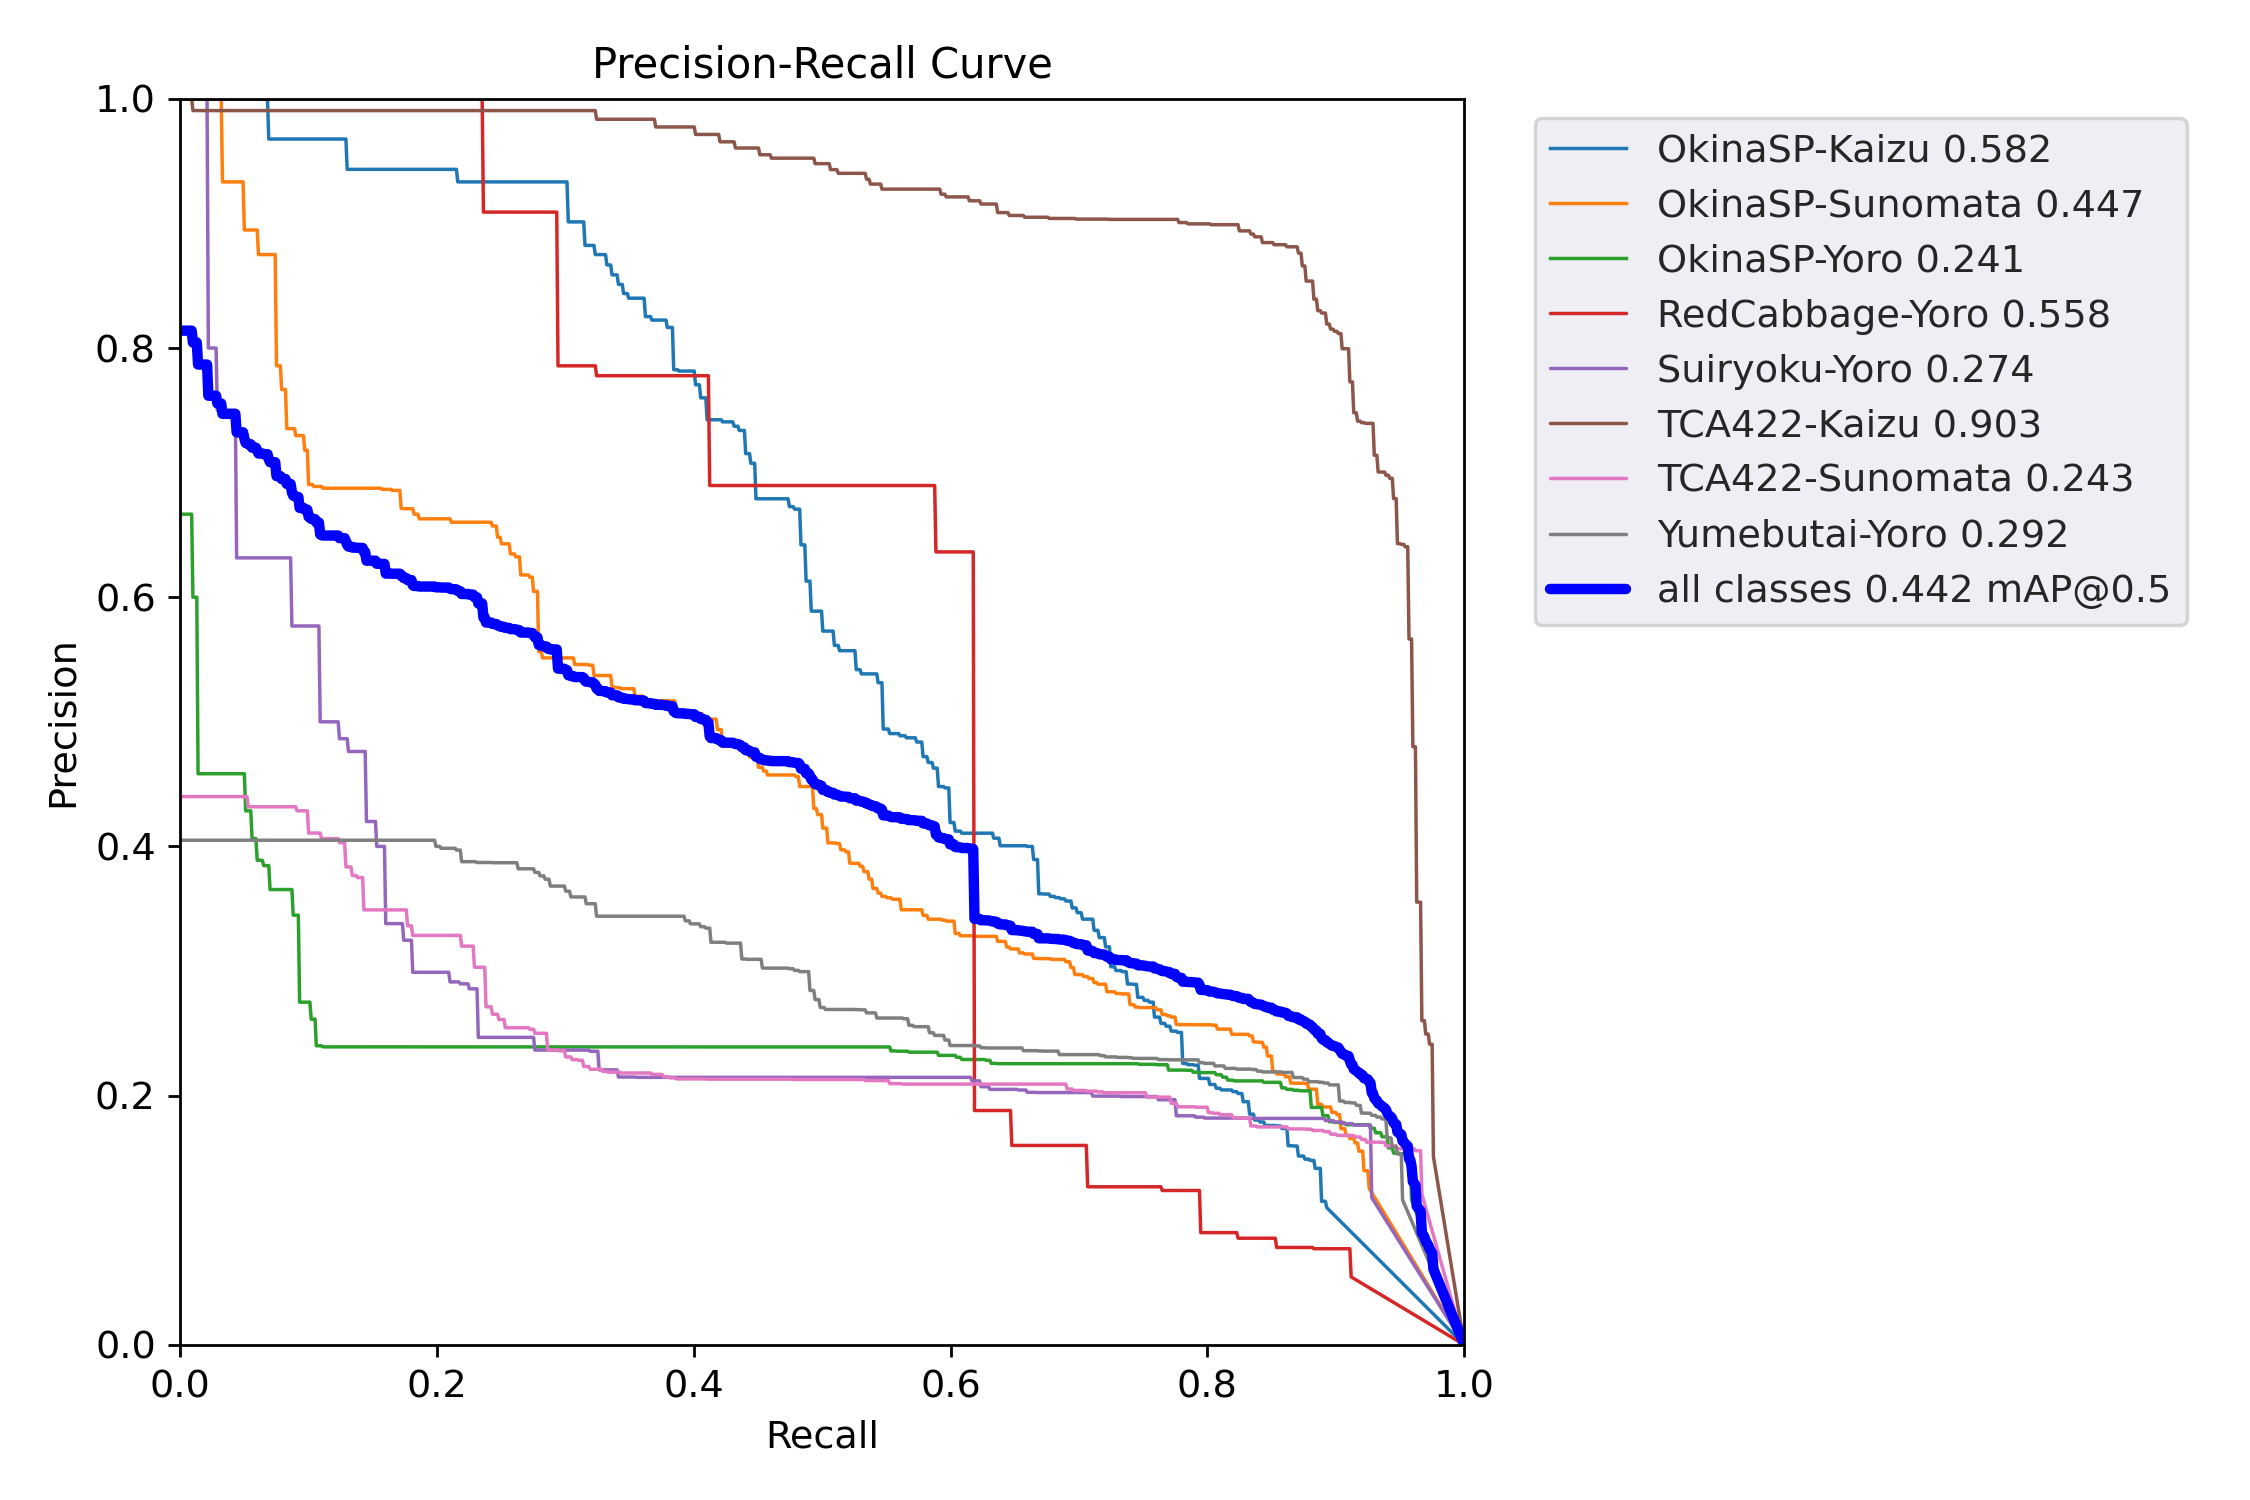 Precision-Recall Curve
1.0
0.8
0.6
0.4
0.2
0.0
Precision
0.0 0.2 0.4 0.6 0.8 1.0
Recall
OkinaSP-Kaizu 0.582
OkinaSP-Sunomata 0.447
OkinaSP-Yoro 0.241
RedCabbage-Yoro 0.558
Suiryoku-Yoro 0.274
TCA422-Kaizu 0.903
TCA422-Sunomata 0.243
Yumebutai-Yoro 0.292
all classes 0.442 mAP@0.5